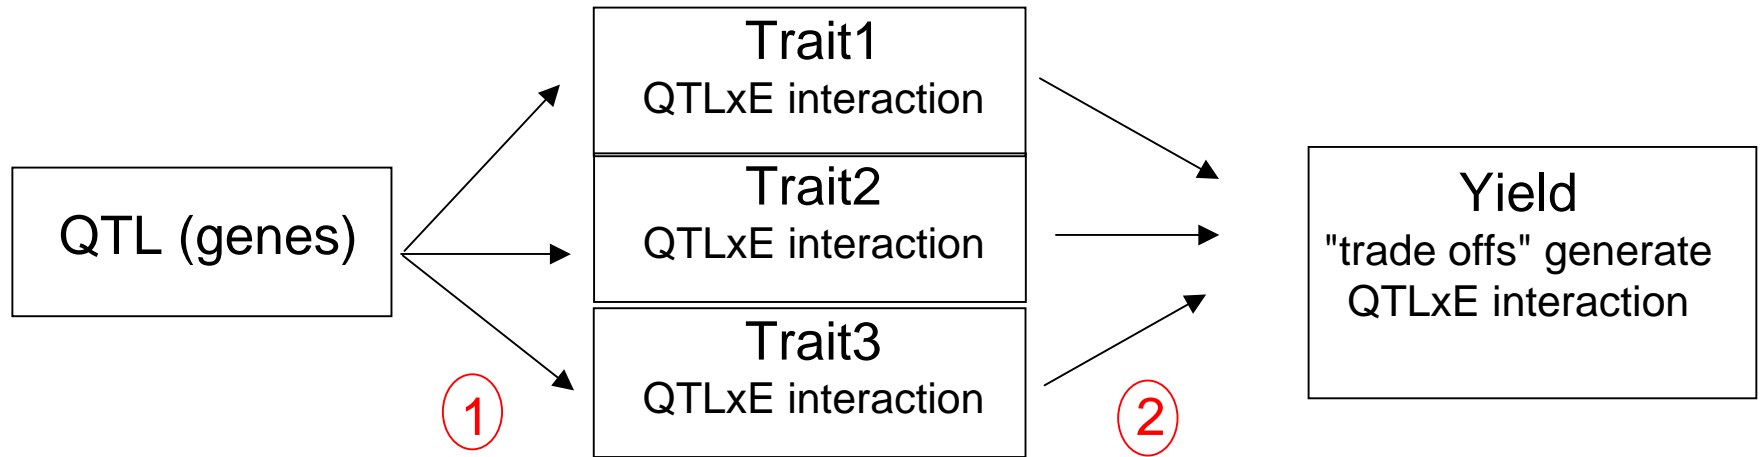 QTL (genes)
Trait1
QTLxE interaction
Trait2
QTLxE interaction
Trait3
QTLxE interaction
Yield
"trade offs" generate
QTLxE interaction
1
2